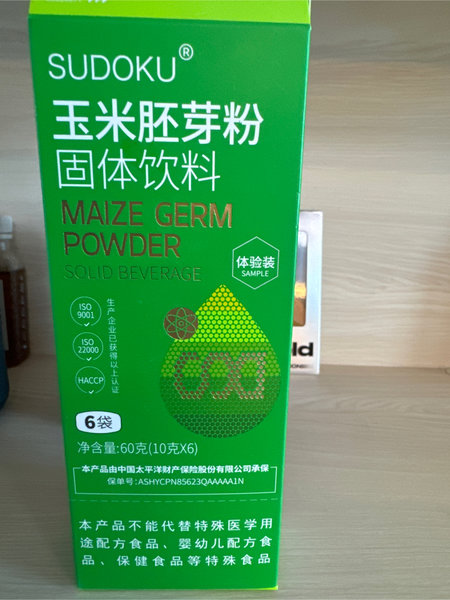 SUDOKU®
玉米胚芽粉
固体饮料
MAIZE GERM
POWDER
SOLID BEVERAGE
体验装
SAMPLE
ISO
9001
ISO
22000
HACCP
生产企业已获得以上认证
6袋
净含量:60克(10克X6)
本产品由中国太平洋财产保险股份有限公司承保
保单号:ASHYCPN85623QAAAAA1N
本产品不能代替特殊医学用
途配方食品、婴幼儿配方食
品、保健食品等特殊食品